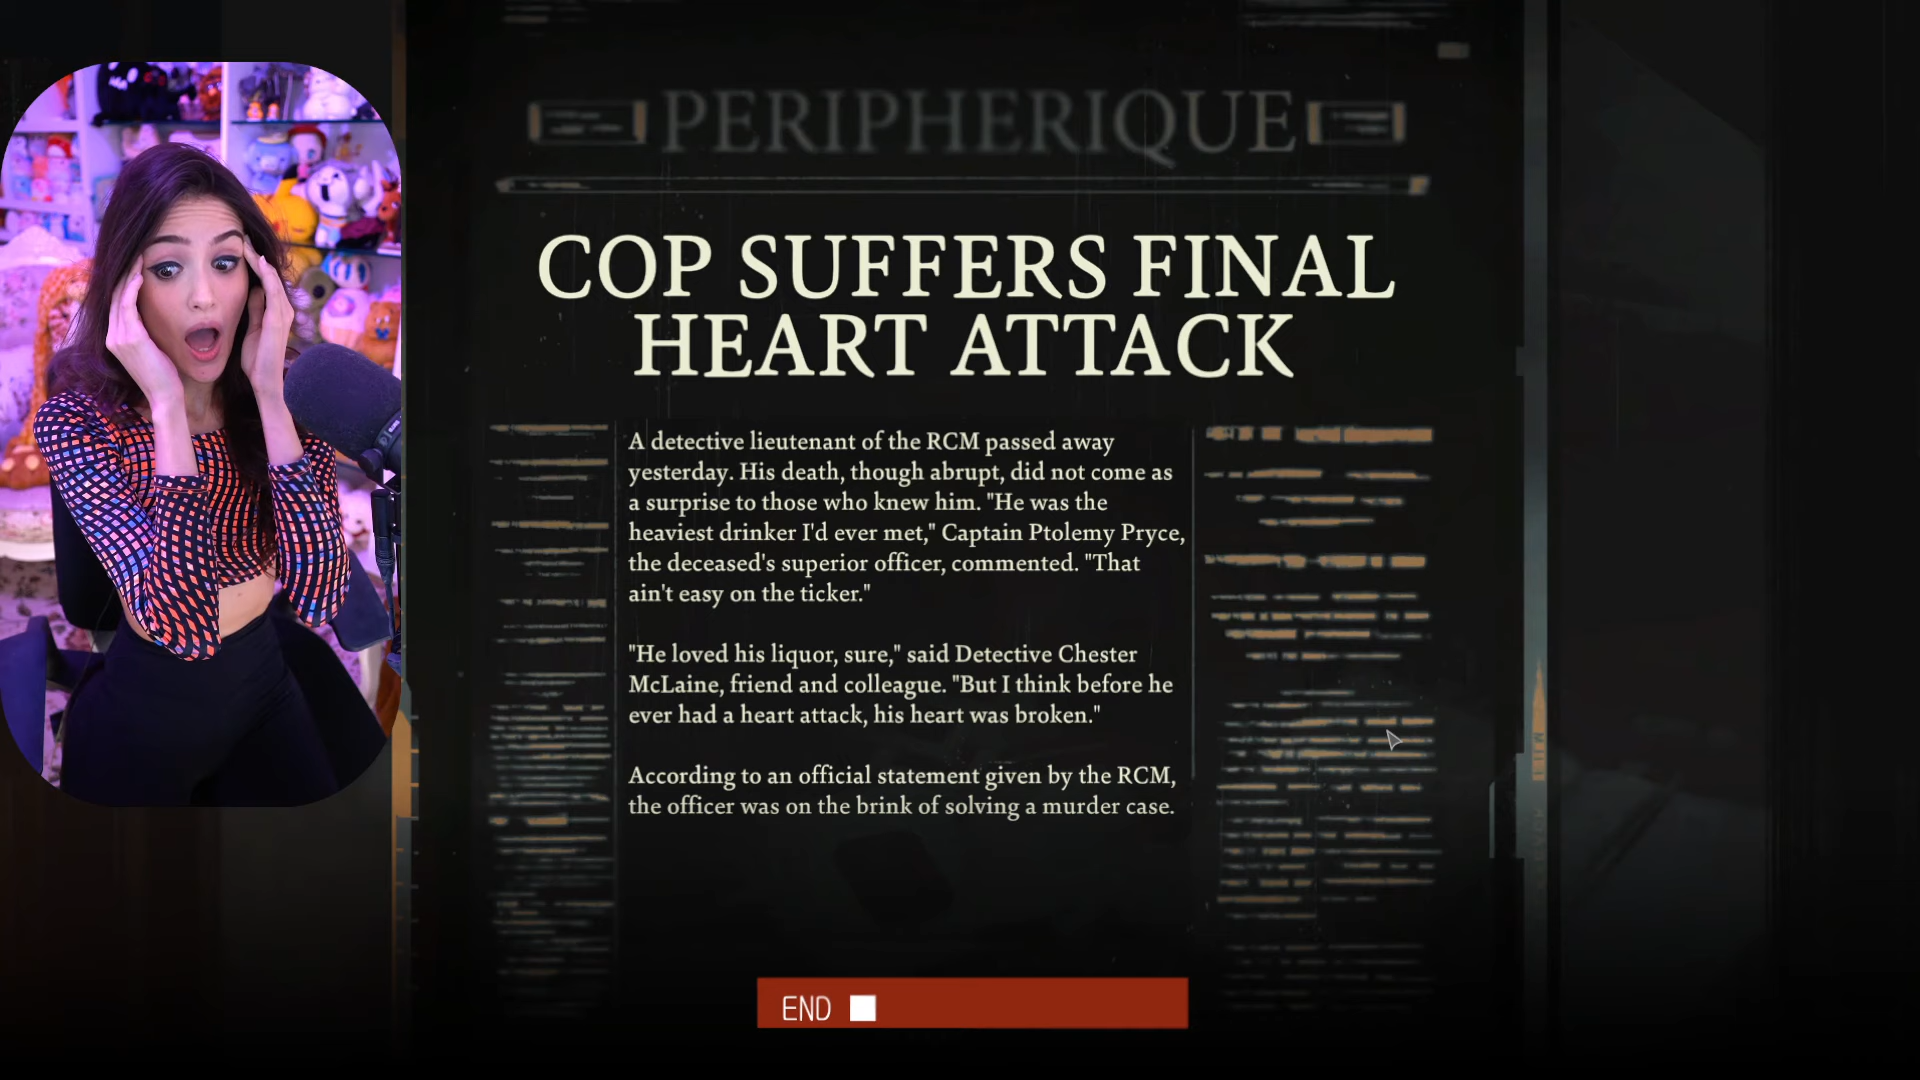 PERIPHERIQUE
COP SUFFERS FINAL
HEART ATTACK
A detective lieutenant of the RCM passed away
yesterday. His death, though abrupt, did not come as
a surprise to those who knew him. "He was the
heaviest drinker I'd ever met," Captain Ptolemy Pryce,
the deceased's superior officer, commented. "That
ain't easy on the ticker."
"He loved his liquor, sure," said Detective Chester
McLaine, friend and colleague. "But I think before he
ever had a heart attack, his heart was broken."
According to an official statement given by the RCM,
the officer was on the brink of solving a murder case.
END